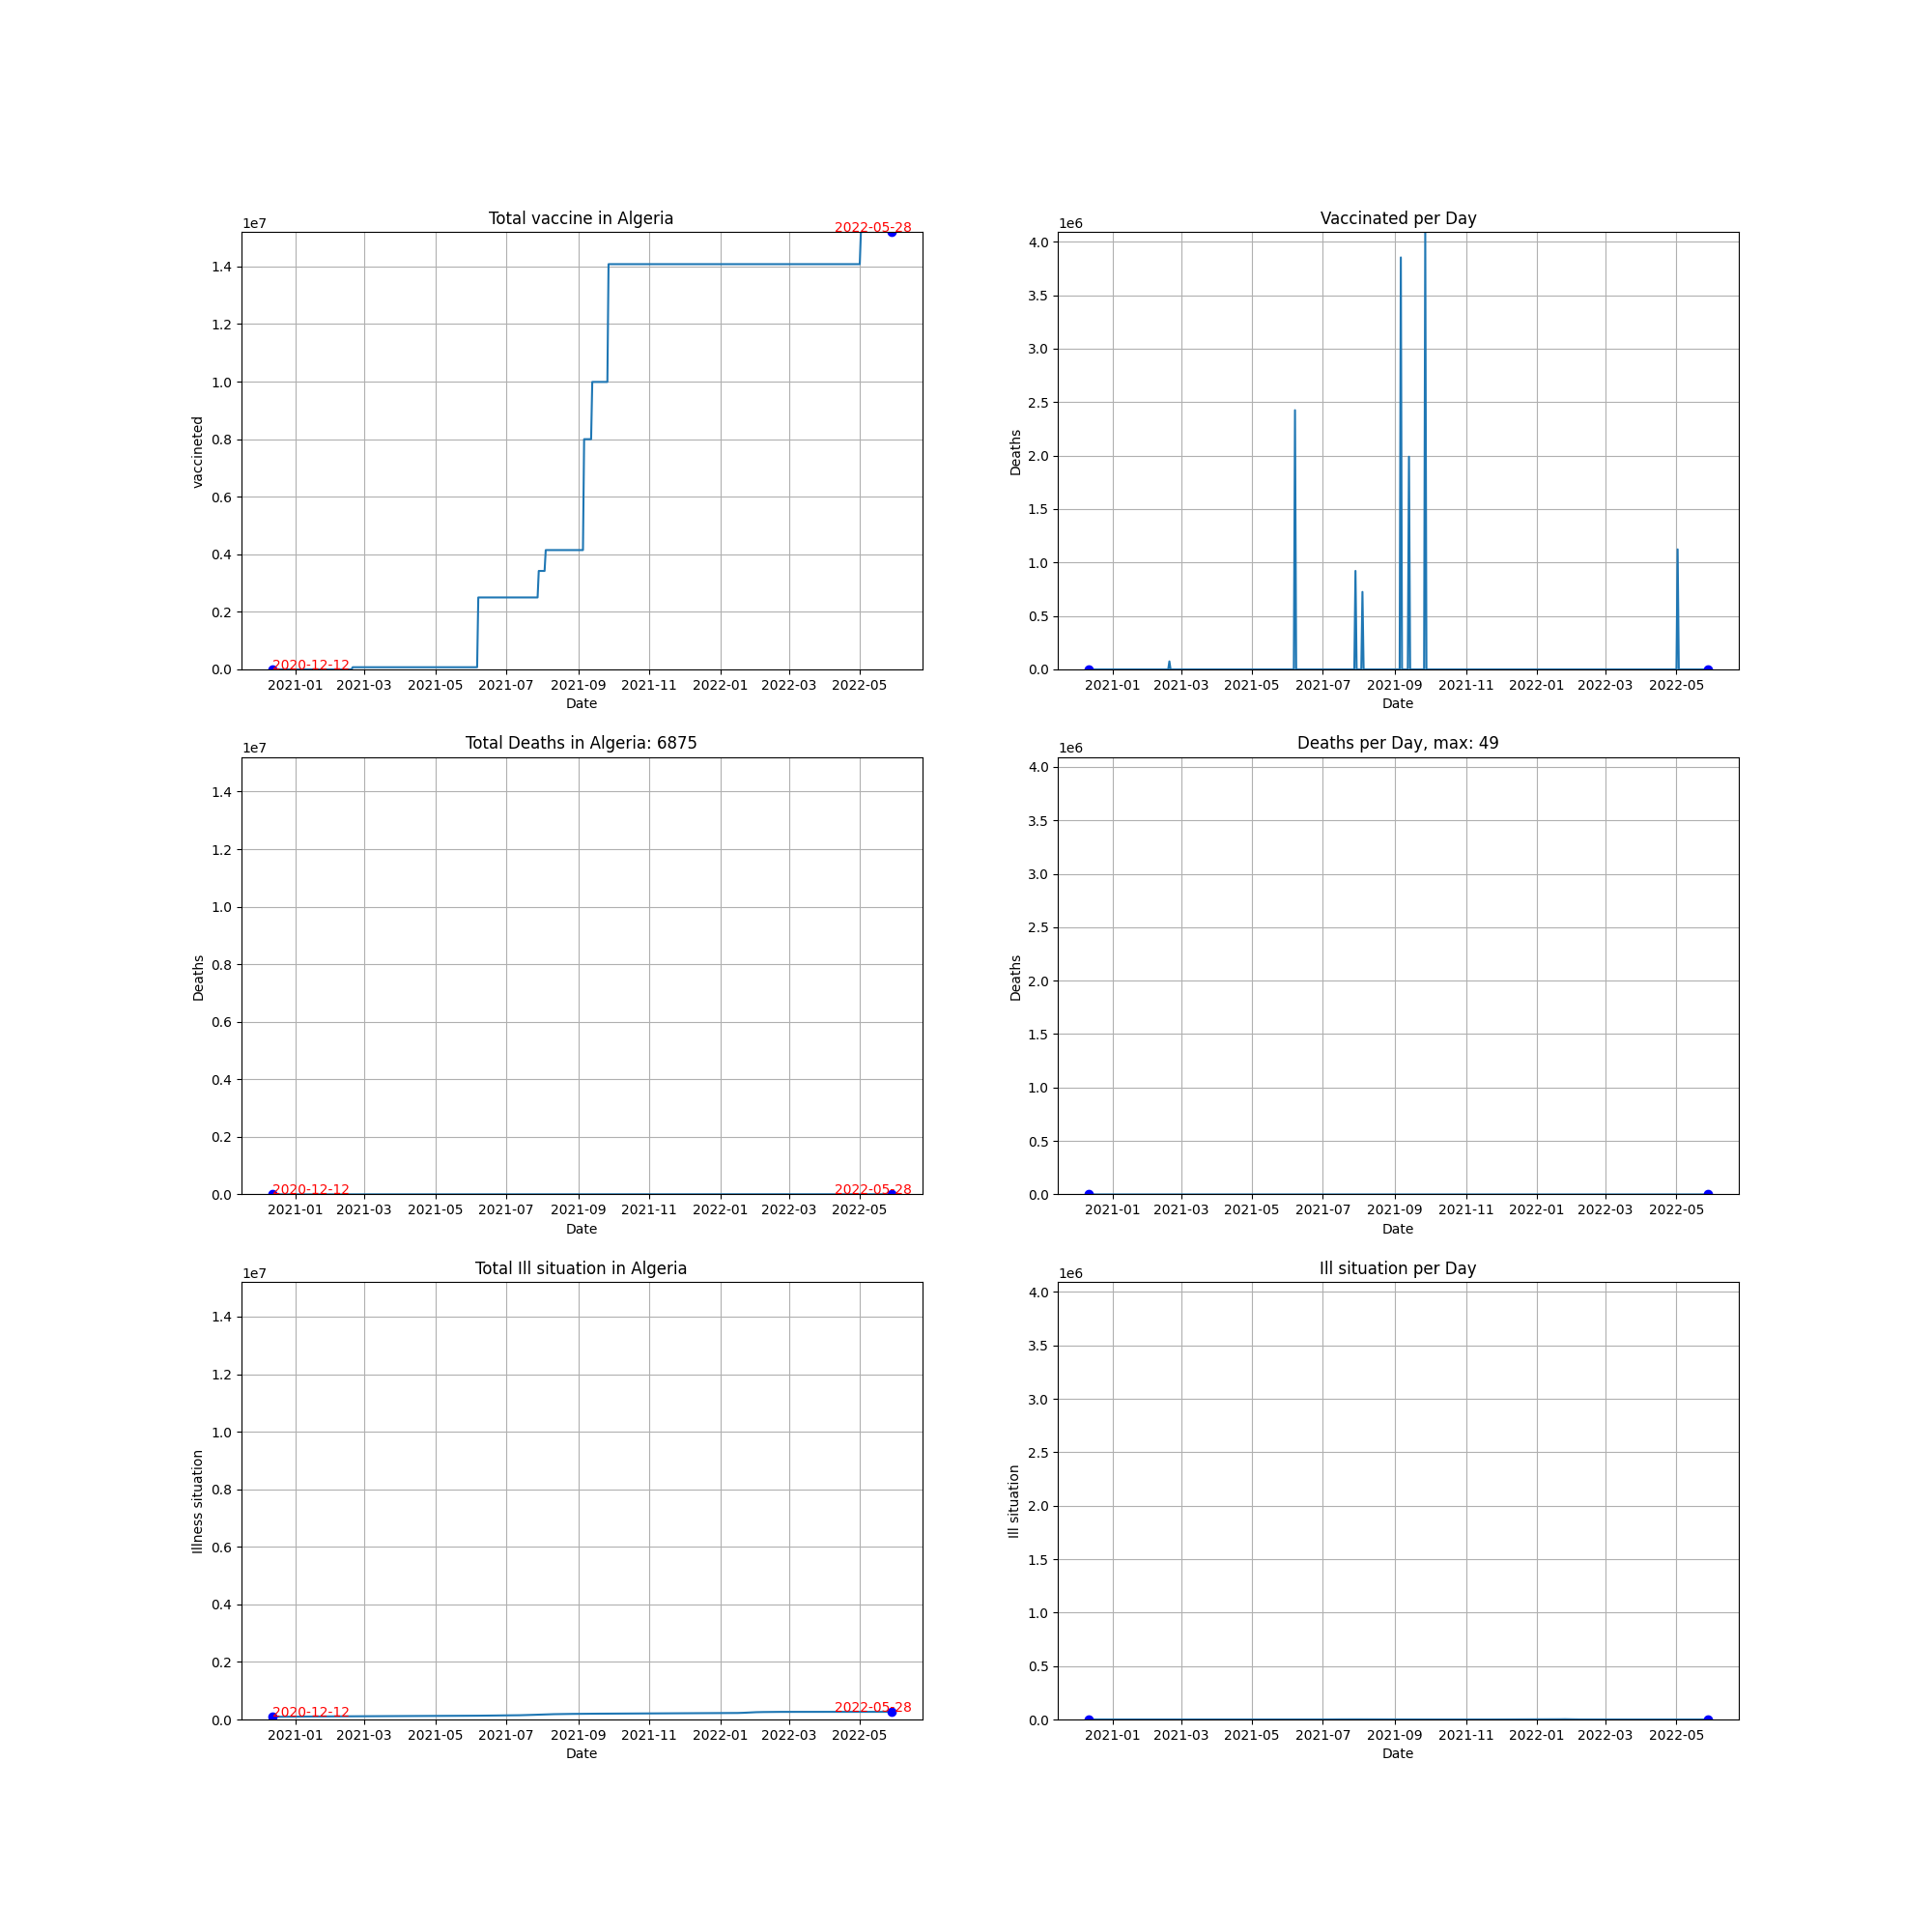 Total vaccine in Algeria
1e7
2022-05-28
1.4
1.2
1.0
0.8
0.6
0.4
0.2
0.0
vaccineted
2020-12-12
2021-01 2021-03 2021-05 2021-07 2021-09 2021-11 2022-01 2022-03 2022-05
Date
Vaccinated per Day
1e6
4.0
3.5
3.0
2.5
2.0
1.5
1.0
0.5
0.0
Deaths
2021-01 2021-03 2021-05 2021-07 2021-09 2021-11 2022-01 2022-03 2022-05
Date
Total Deaths in Algeria: 6875
1e7
1.4
1.2
1.0
0.8
0.6
0.4
0.2
0.0
Deaths
2020-12-12
2022-05-28
2021-01 2021-03 2021-05 2021-07 2021-09 2021-11 2022-01 2022-03 2022-05
Date
Deaths per Day, max: 49
1e6
4.0
3.5
3.0
2.5
2.0
1.5
1.0
0.5
0.0
Deaths
2021-01 2021-03 2021-05 2021-07 2021-09 2021-11 2022-01 2022-03 2022-05
Date
Total Ill situation in Algeria
1e7
1.4
1.2
1.0
0.8
0.6
0.4
0.2
0.0
Illness situation
2020-12-12
2022-05-28
2021-01 2021-03 2021-05 2021-07 2021-09 2021-11 2022-01 2022-03 2022-05
Date
Ill situation per Day
1e6
4.0
3.5
3.0
2.5
2.0
1.5
1.0
0.5
0.0
Ill situation
2021-01 2021-03 2021-05 2021-07 2021-09 2021-11 2022-01 2022-03 2022-05
Date